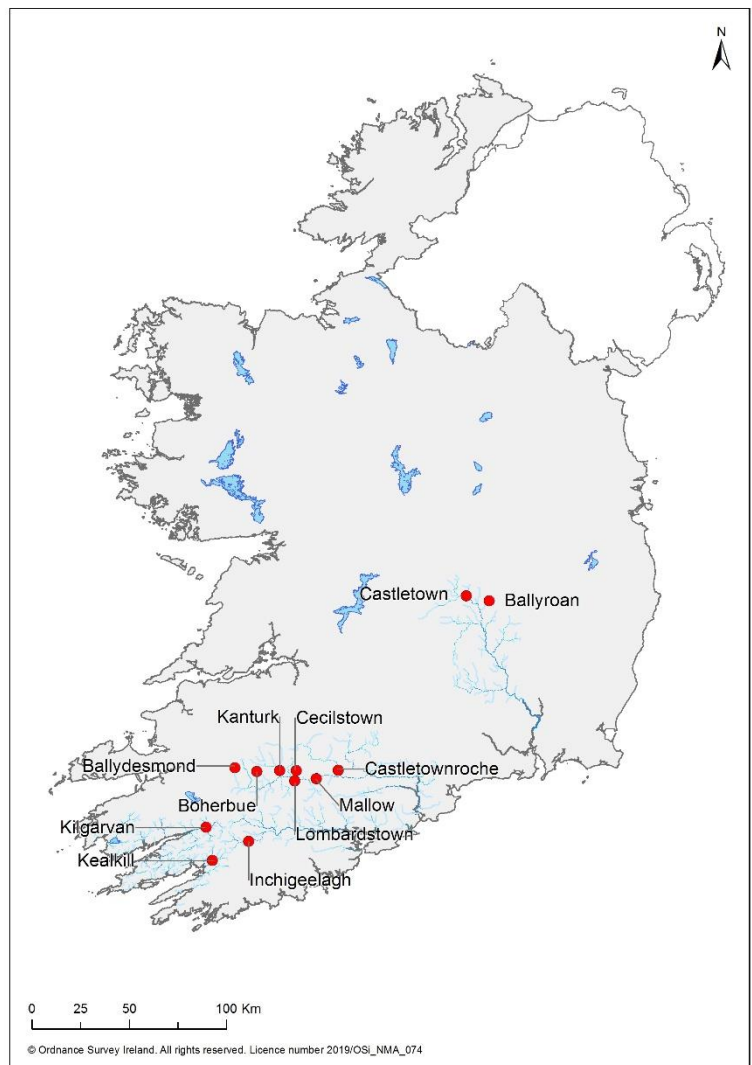 N
Castletown
Ballyroan
Kanturk
Cecilstown
Ballydesmond
Castletownroche
Boherbue
Mallow
Kilgarvan
Lombardstown
Kealkill
Inchigeelagh
0 25 50 100 Km
© Ordnance Survey Ireland. All rights reserved. Licence number 2019/OSi_NMA_074